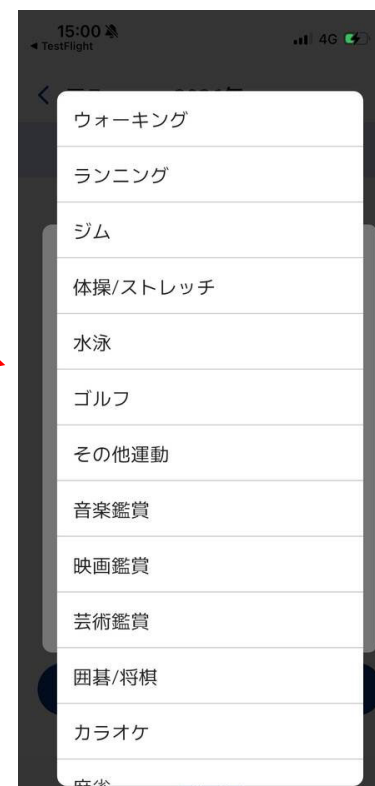 15:00
4G
◀ TestFlight
ウォーキング
ランニング
ジム
体操/ストレッチ
水泳
ゴルフ
その他運動
音楽鑑賞
映画鑑賞
芸術鑑賞
囲碁/将棋
カラオケ